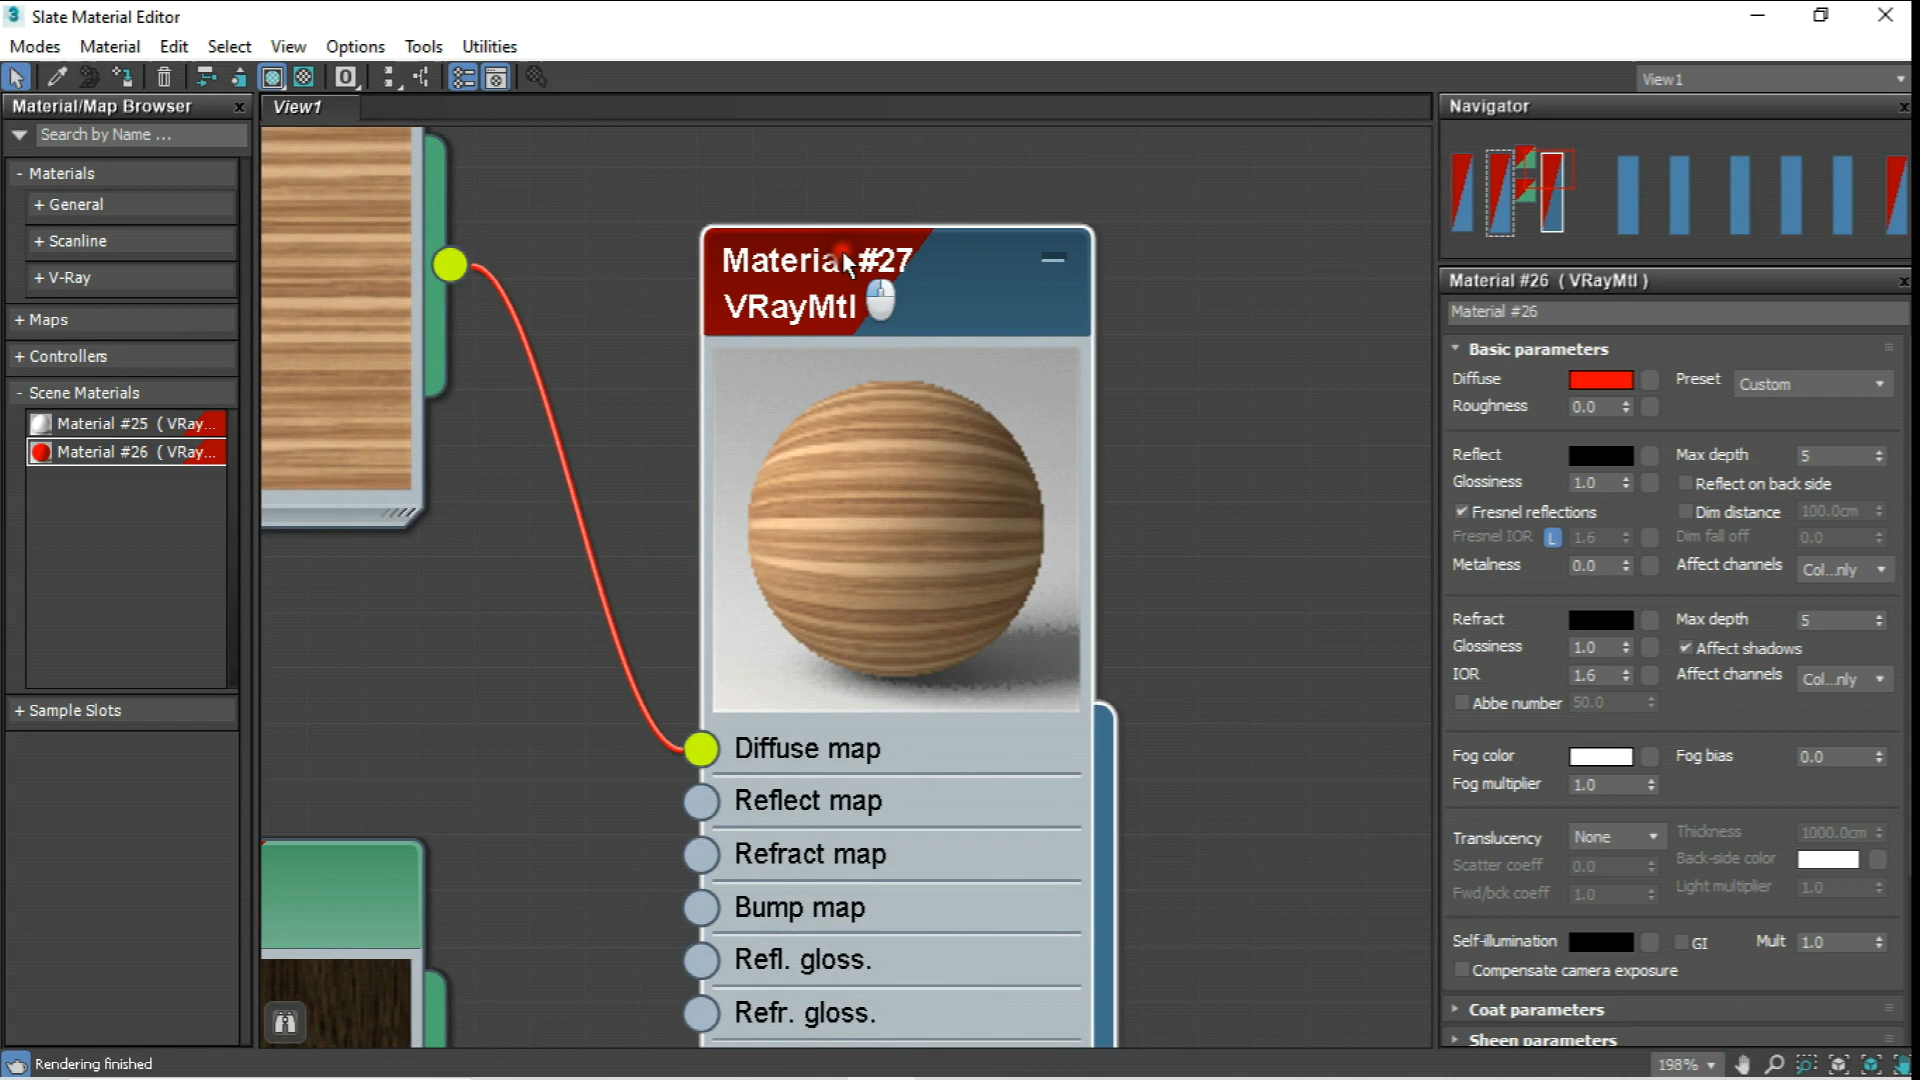 Slate Material Editor
Modes Material Edit Select View Options Tools Utilities
View1
Material/Map Browser
Search by Name ...
- Materials
+ General
+ Scanline
+ V-Ray
+ Maps
+ Controllers
- Scene Materials
Material #25 ( VRay...
Material #26 ( VRay...
+ Sample Slots
View1
Material #27
VRayMtl
Diffuse map
Reflect map
Refract map
Bump map
Refl. gloss.
Refr. gloss.
Navigator
Material #26 ( VRayMtl )
Material #26
Basic parameters
Diffuse Preset Custom
Roughness 0.0
Reflect Max depth 5
Glossiness 1.0 Reflect on back side
Fresnel reflections Dim distance 100.0cm
Fresnel IOR L 1.6 Dim fall off 0.0
Metalness 0.0 Affect channels Col...nly
Refract Max depth 5
Glossiness 1.0 Affect shadows
IOR 1.6 Affect channels Col...nly
Abbe number 50.0
Fog color Fog bias 0.0
Fog multiplier 1.0
Translucency None Thickness 1000.0cm
Scatter coeff 0.0 Back-side color
Fwd/bck coeff 1.0 Light multiplier 1.0
Self-illumination GI Mult 1.0
Compensate camera exposure
Coat parameters
Sheen parameters
Rendering finished
198%